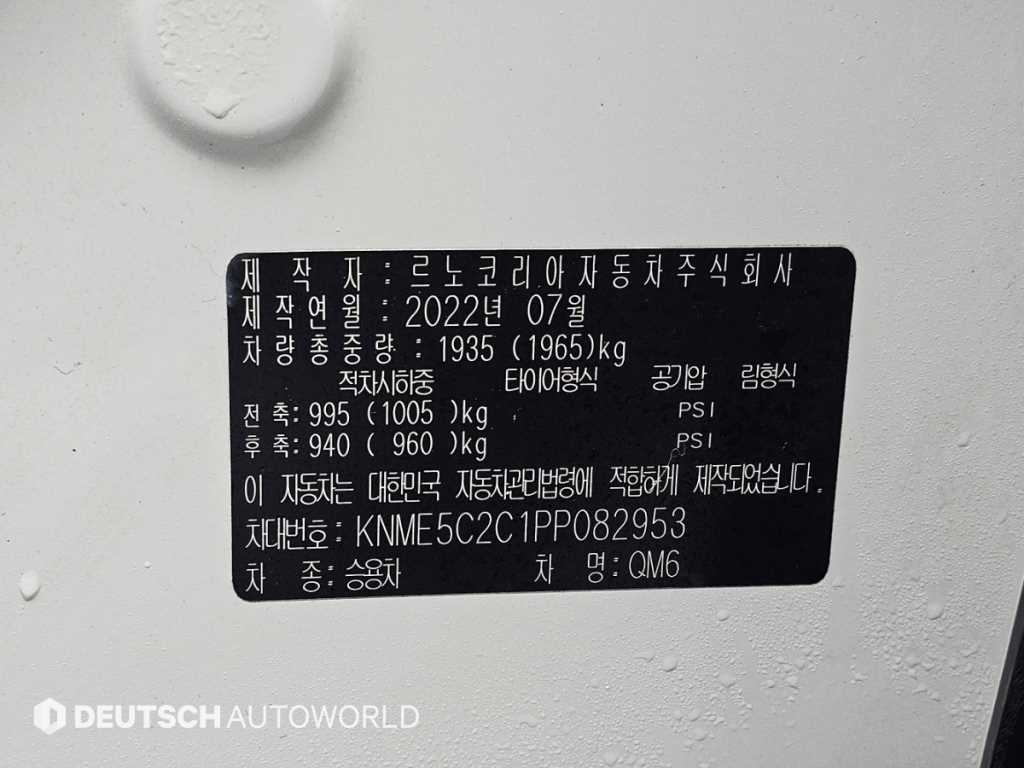 제 작 자 : 르노코리아자동차주식회사
제작연월 : 2022년 07월
차량총중량 : 1935 (1965)kg
적차시하중 타이어형식 공기압 림형식
전 축: 995 (1005 )kg PSI
후 축: 940 ( 960 )kg PSI
이 자동차는 대한민국 자동차관리법령에 적합하게 제작되었습니다.
차대번호: KNME5C2C1PP082953
차 종: 승용차 차 명: QM6
DEUTSCH AUTOWORLD